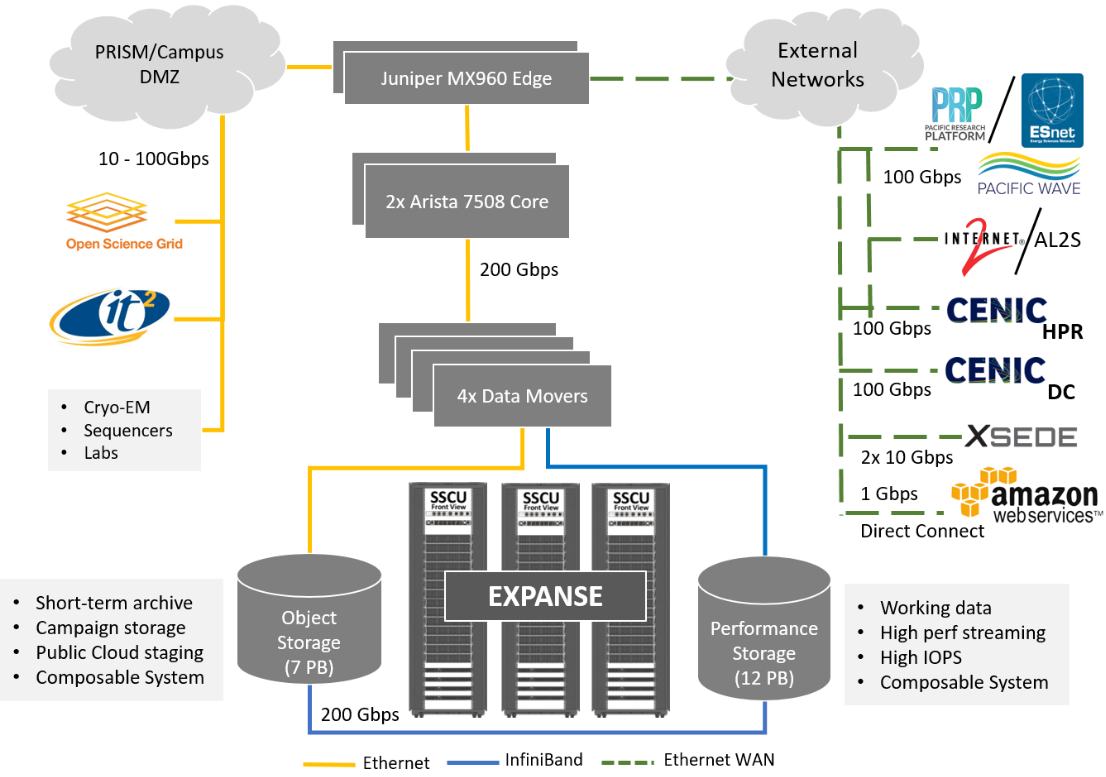 PRISM/Campus
DMZ
Juniper MX960 Edge
External
Networks
PRP
PACIFIC RESEARCH
PLATFORM
ESnet
Energy Sciences Network
10 - 100Gbps
2x Arista 7508 Core
100 Gbps
PACIFIC WAVE
Open Science Grid
INTERNET®
2
/AL2S
200 Gbps
it2
100 Gbps
CENIC
HPR
4x Data Movers
100 Gbps
CENIC
DC
• Cryo-EM
• Sequencers
• Labs
XSEDE
2x 10 Gbps
1 Gbps
amazon
webservices™
Direct Connect
SSCU
Front View
SSCU
Front View
SSCU
Front View
EXPANSE
• Short-term archive
• Campaign storage
• Public Cloud staging
• Composable System
Object
Storage
(7 PB)
Performance
Storage
(12 PB)
• Working data
• High perf streaming
• High IOPS
• Composable System
200 Gbps
Ethernet
InfiniBand
Ethernet WAN